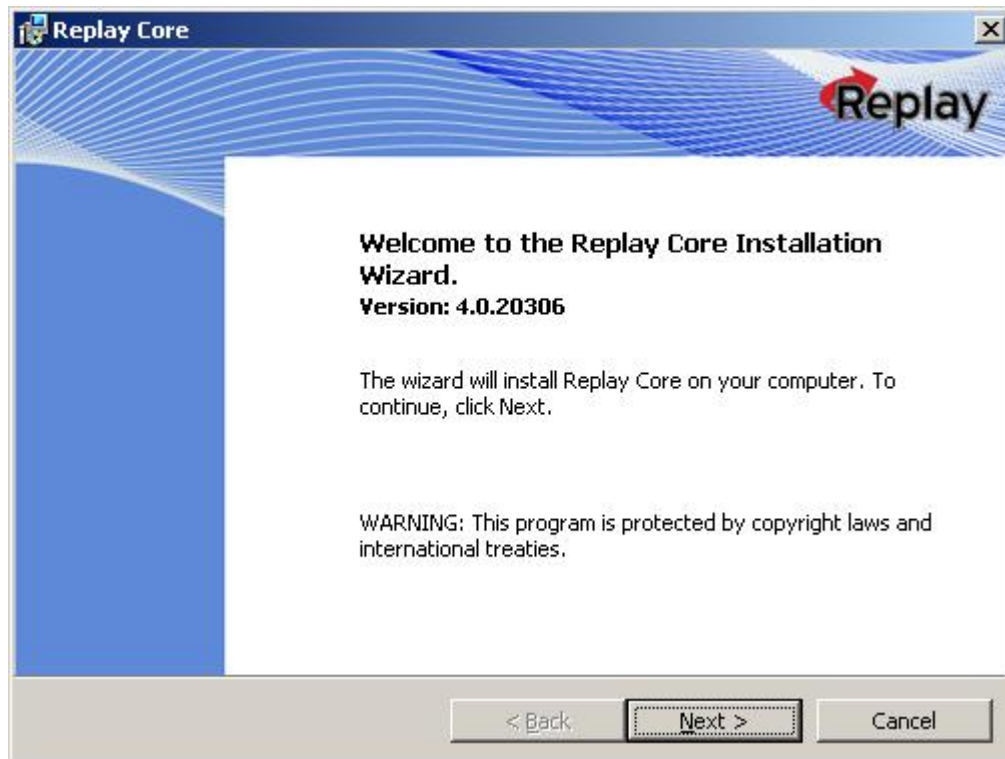 Replay Core
Replay
Welcome to the Replay Core Installation
Wizard.
Version: 4.0.20306
The wizard will install Replay Core on your computer. To
continue, click Next.
WARNING: This program is protected by copyright laws and
international treaties.
< Back
Next >
Cancel